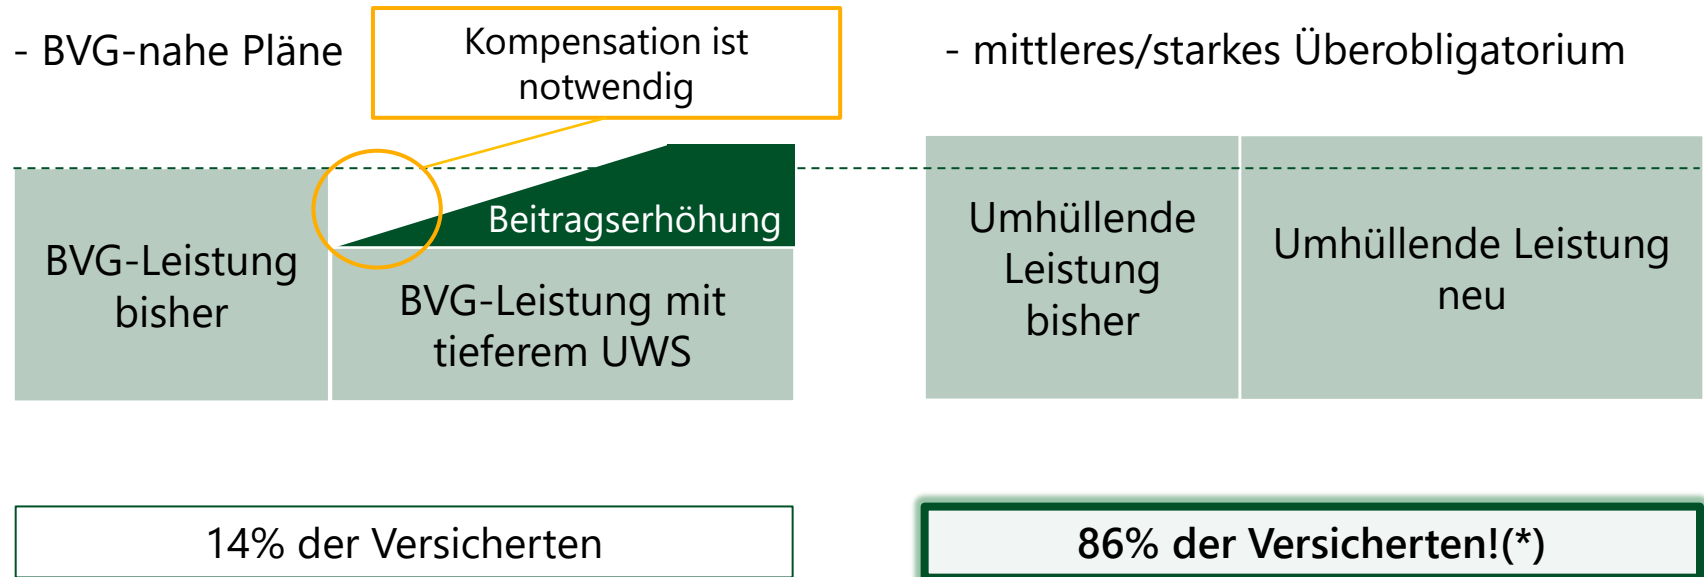 - BVG-nahe Pläne
Kompensation ist
notwendig
Beitragserhöhung
BVG-Leistung
bisher
BVG-Leistung mit
tieferem UWS
14% der Versicherten
- mittleres/starkes Überobligatorium
Umhüllende
Leistung
bisher
Umhüllende Leistung
neu
86% der Versicherten!(*)